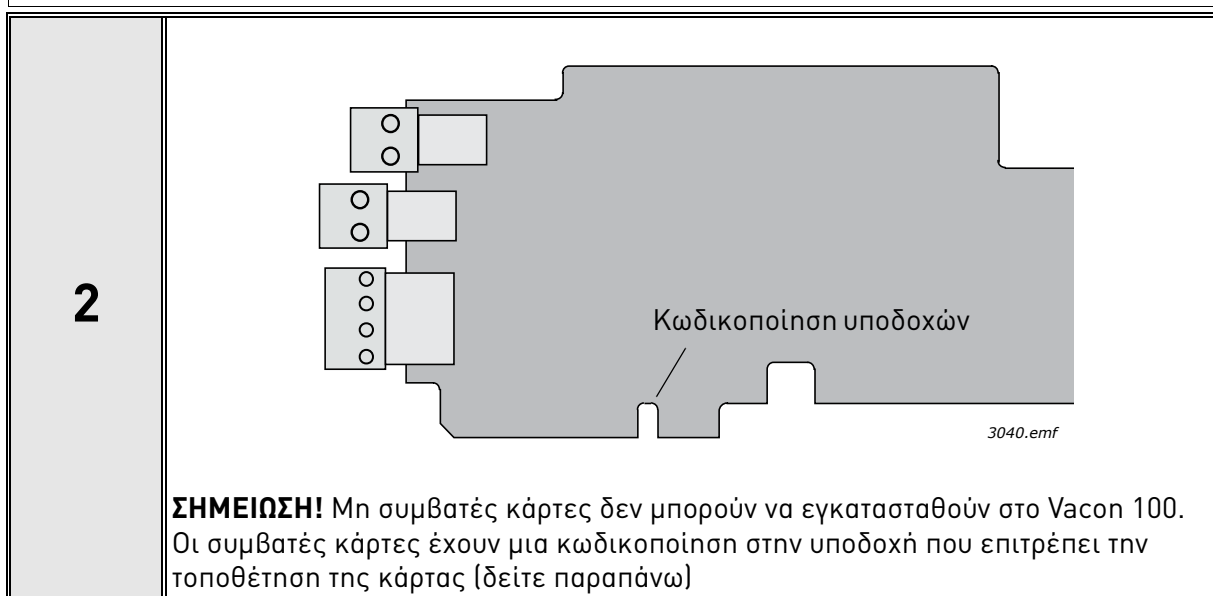 2
Κωδικοποίηση υποδοχών
3040.emf
ΣΗΜΕΙΩΣΗ! Μη συμβατές κάρτες δεν μπορούν να εγκατασταθούν στο Vacon 100.
Οι συμβατές κάρτες έχουν μια κωδικοποίηση στην υποδοχή που επιτρέπει την
τοποθέτηση της κάρτας (δείτε παραπάνω)